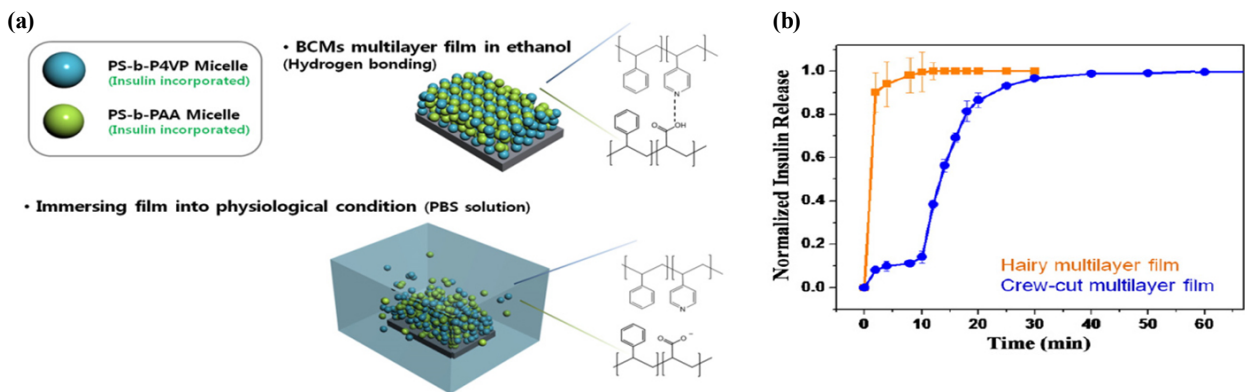 (a)
PS-b-P4VP Micelle
(Insulin incorporated)
PS-b-PAA Micelle
(Insulin incorporated)
• BCMs multilayer film in ethanol
(Hydrogen bonding)
N
O
OH
• Immersing film into physiological condition (PBS solution)
N
O
O⁻
(b)
Normalized Insulin Release
1.0
0.8
0.6
0.4
0.2
0.0
Hairy multilayer film
Crew-cut multilayer film
0 10 20 30 40 50 60
Time (min)